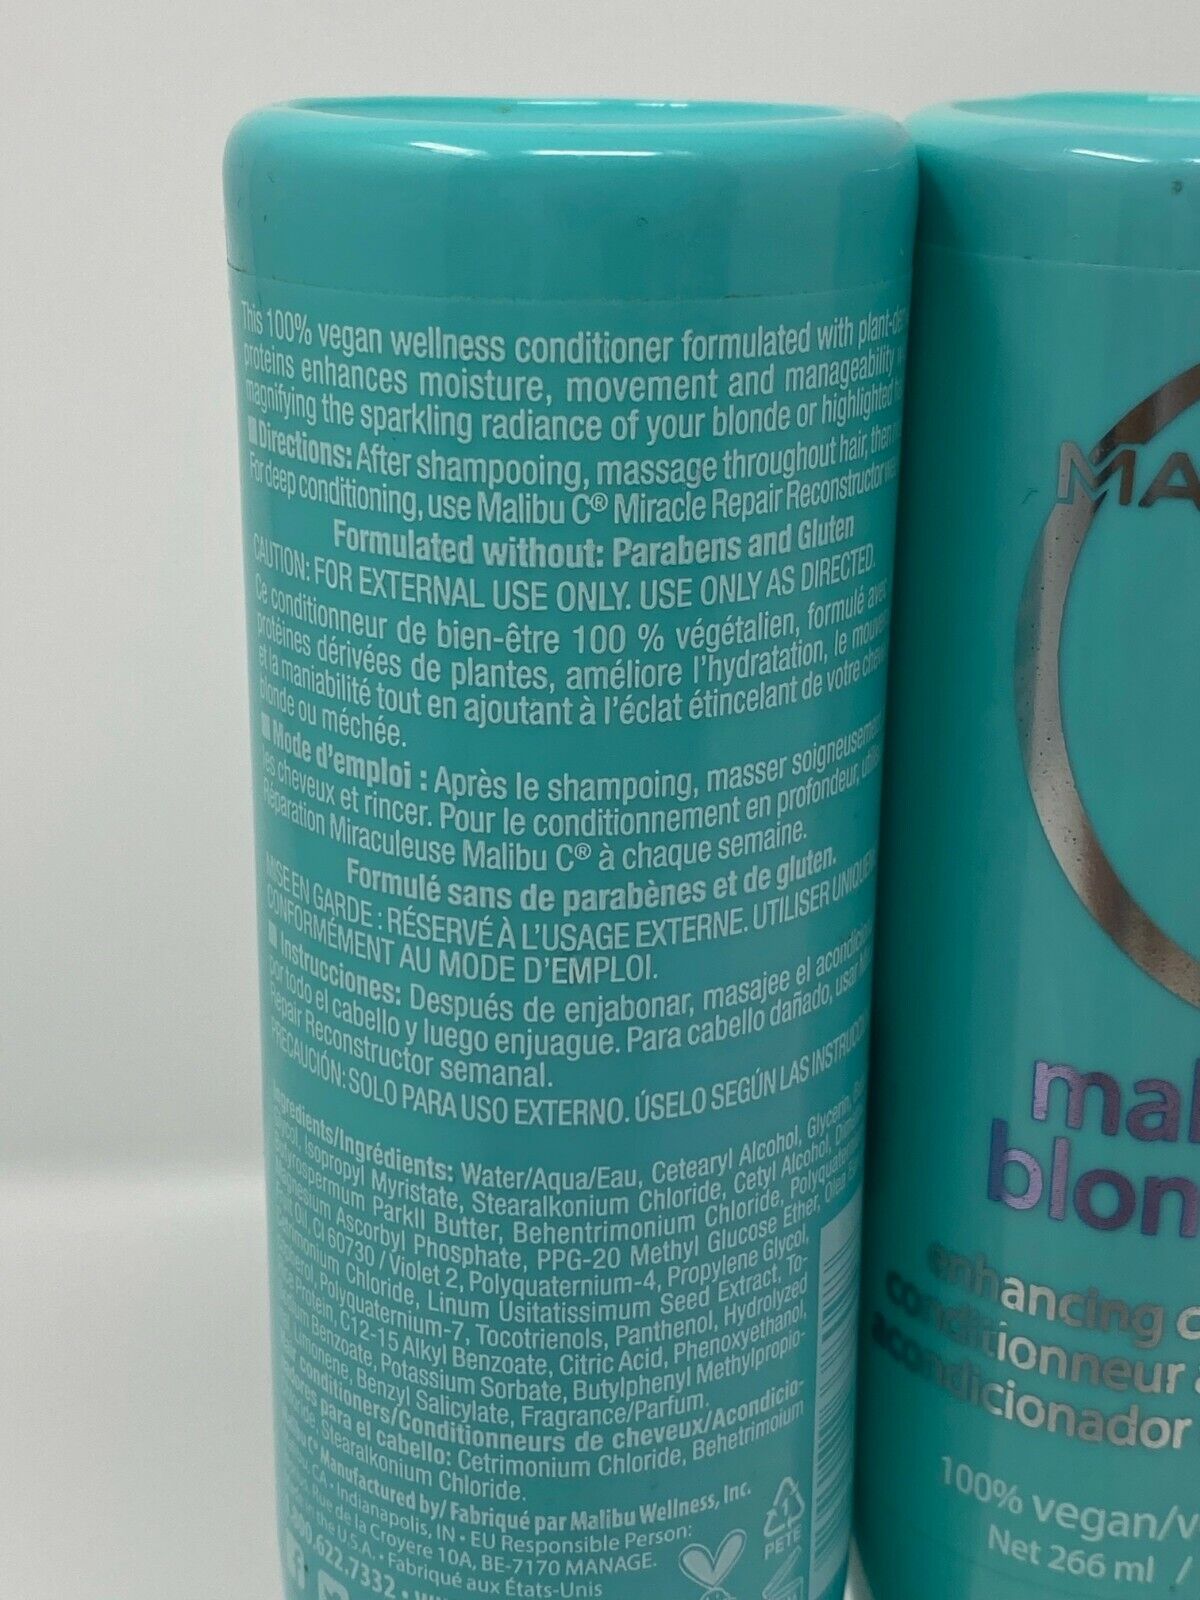 This 100% vegan wellness conditioner formulated with
proteins enhances moisture, movement and manageability
magnifying the sparkling radiance of your blonde or highlighted
Directions: After shampooing, massage throughout hair, then
For deep conditioning, use Malibu C® Miracle Repair Reconstructor
Formulated without: Parabens and Gluten
CAUTION: FOR EXTERNAL USE ONLY. USE ONLY AS DIRECTED.
Ce conditionneur de bien-être 100 % végétalien, formulé avec
protéines dérivées de plantes, améliore l'hydratation, le
et la maniabilité tout en ajoutant à l'éclat étincelant de votre
blonde ou méchée.
Mode d'emploi : Après le shampoing, masser soigneusement
les cheveux et rincer. Pour le conditionnement en profondeur,
Réparation Miraculeuse Malibu C® à chaque semaine.
Formulé sans de parabènes et de gluten.
MISE EN GARDE : RÉSERVÉ À L'USAGE EXTERNE. UTILISER
CONFORMÉMENT AU MODE D'EMPLOI.
Instrucciones: Después de enjabonar, masajee el
por todo el cabello y luego enjuague. Para cabello dañado, usar
Repair Reconstructor semanal.
PRECAUCIÓN: SOLO PARA USO EXTERNO. ÚSELO SEGÚN LAS
Ingredients/Ingrédients: Water/Aqua/Eau, Cetearyl Alcohol, Glycerin,
Glycol, Isopropyl Myristate, Stearalkonium Chloride, Cetyl Alcohol,
Butyrospermum Parkll Butter, Behentrimonium Chloride,
Magnesium Ascorbyl Phosphate, PPG-20 Methyl Glucose Ether, Olea
Oil, CI 60730 / Violet 2, Polyquaternium-4, Propylene Glycol,
Chloride, Linum Usitatissimum Seed Extract, To-
Polyquaternium-7, Tocotrienols, Panthenol, Hydrolyzed
Protein, C12-15 Alkyl Benzoate, Citric Acid, Phenoxyethanol,
Benzoate, Potassium Sorbate, Butylphenyl Methylpropio-
Limonene, Benzyl Salicylate, Fragrance/Parfum.
conditioners/Conditionneurs de cheveux/Acondicio-
para el cabello: Cetrimonium Chloride, Behetrimoium
Stearalkonium Chloride.
Manufactured by/ Fabriqué par Malibu Wellness, Inc.
CA • Indianapolis, IN • EU Responsible Person:
Rue de la Croyere 10A, BE-7170 MANAGE.
the U.S.A. • Fabriqué aux États-Unis
622.7332
1
PETE
enhancing
conditionneur
acondicionador
100% vegan
Net 266 ml /